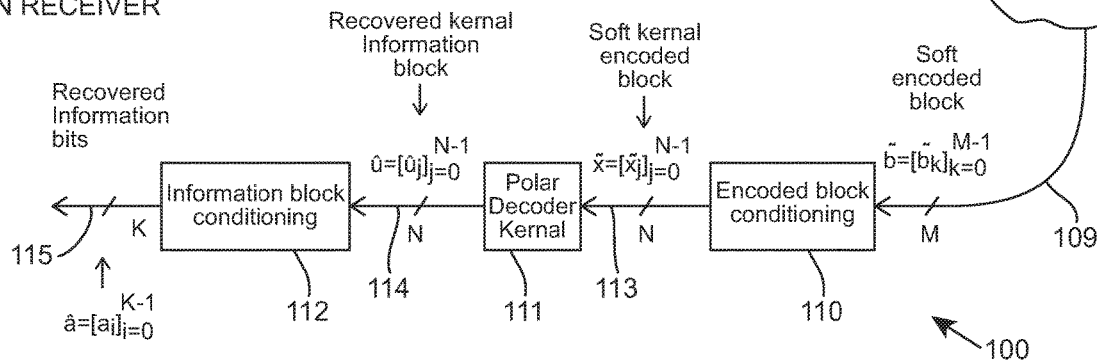 N RECEIVER
Recovered kernal
Information
block
Soft kernal
encoded
block
Soft
encoded
block
Recovered
Information
bits
û=[ûj]j=0 N-1
x̃=[x̃j]j=0 N-1
b̃=[b̃k]k=0 M-1
Information block
conditioning
Polar
Decoder
Kernal
Encoded block
conditioning
K
N
N
M
115
114
113
109
112
111
110
â=[ai]i=0 K-1
100